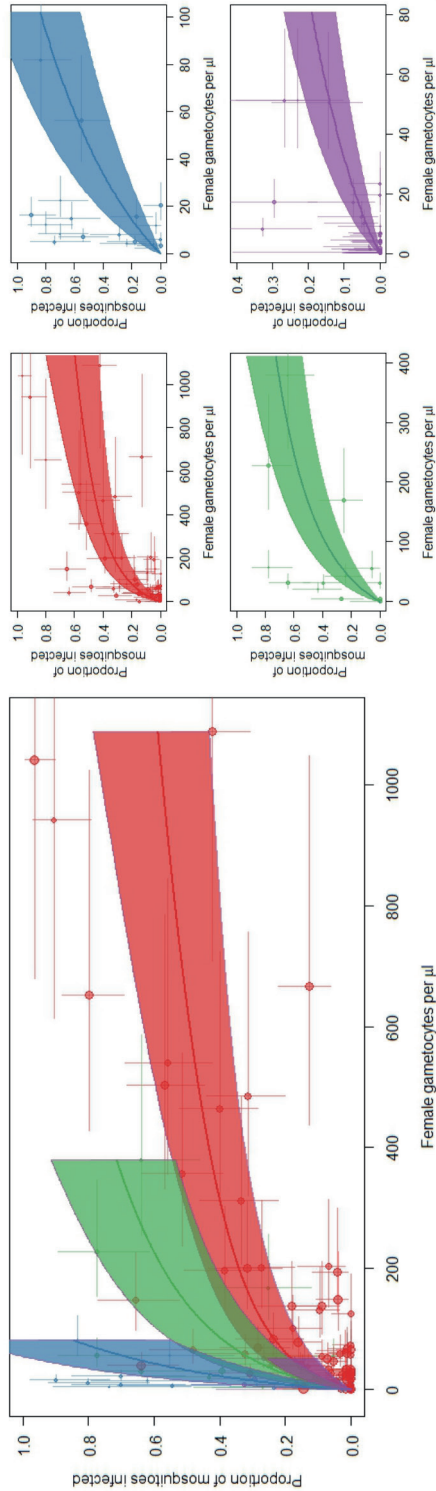 Proportion of mosquitoes infected
1.0
0.8
0.6
0.4
0.2
0.0
0 200 400 600 800 1000
Female gametocytes per µl
Proportion of
mosquitoes infected
1.0
0.8
0.6
0.4
0.2
0.0
0 200 400 600 800 1000
Female gametocytes per µl
Proportion of
mosquitoes infected
1.0
0.8
0.6
0.4
0.2
0.0
0 20 40 60 80 100
Female gametocytes per µl
Proportion of
mosquitoes infected
1.0
0.8
0.6
0.4
0.2
0.0
0 100 200 300 400
Female gametocytes per µl
Proportion of
mosquitoes infected
0.4
0.3
0.2
0.1
0.0
0 20 40 60 80
Female gametocytes per µl